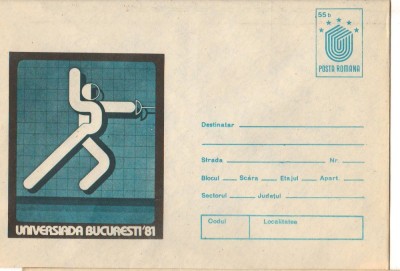 55 b
POSTA ROMANA
Destinatar
Strada Nr.
Blocul Scara Etajul Apart.
Sectorul Judeţul
Codul Localitatea
UNIVERSIADA BUCUREŞTI '81